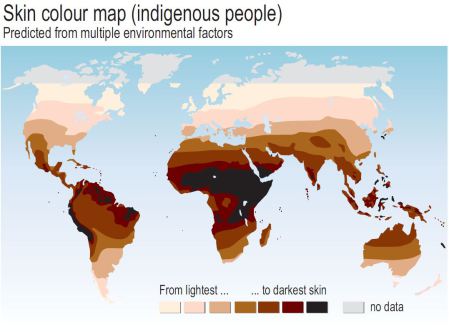 Skin colour map (indigenous people)
Predicted from multiple environmental factors
From lightest ... ... to darkest skin
no data